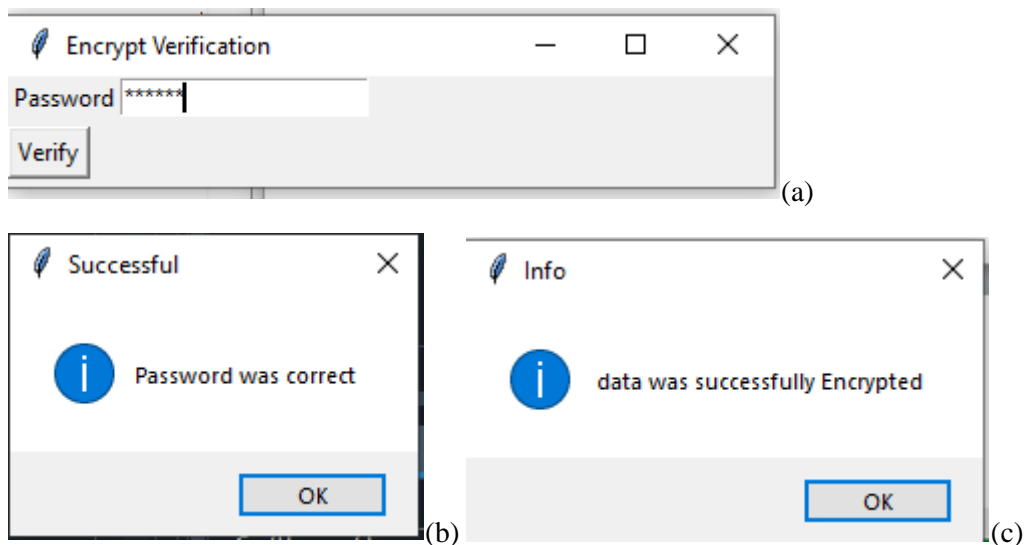 Encrypt Verification
Password ******
Verify
(a)
Successful
Password was correct
OK
(b)
Info
data was successfully Encrypted
OK
(c)